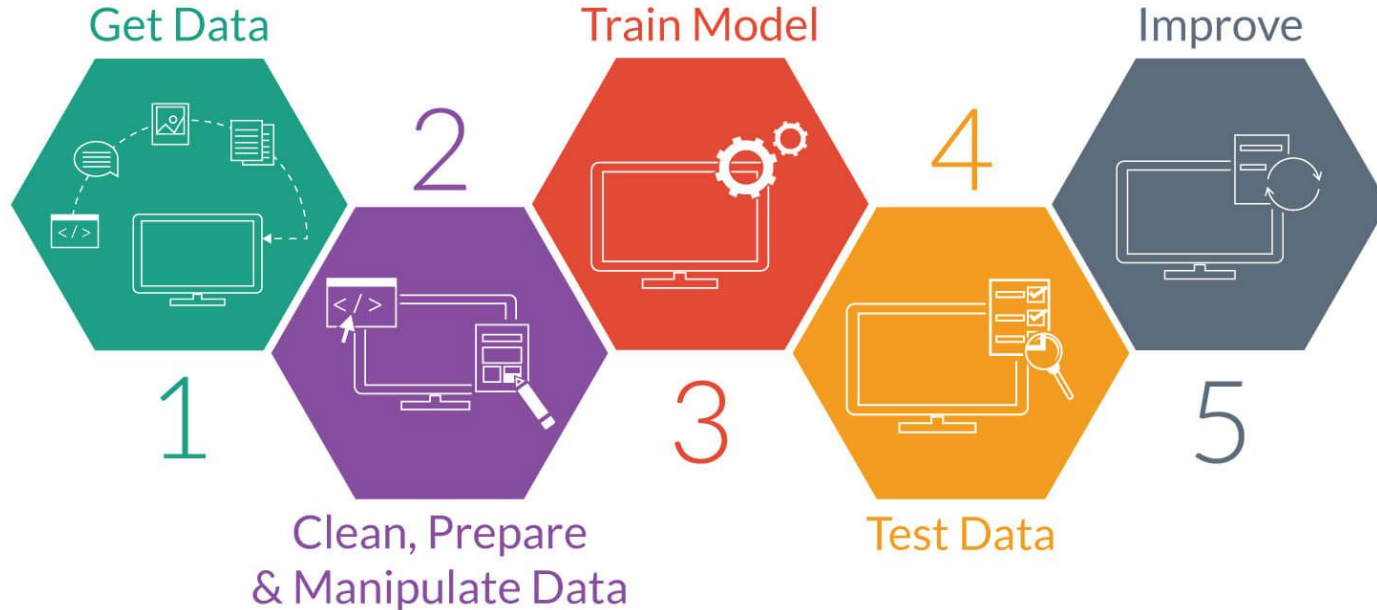 Get Data
1
2
Clean, Prepare
& Manipulate Data
Train Model
3
4
Test Data
Improve
5
</ >
</ >